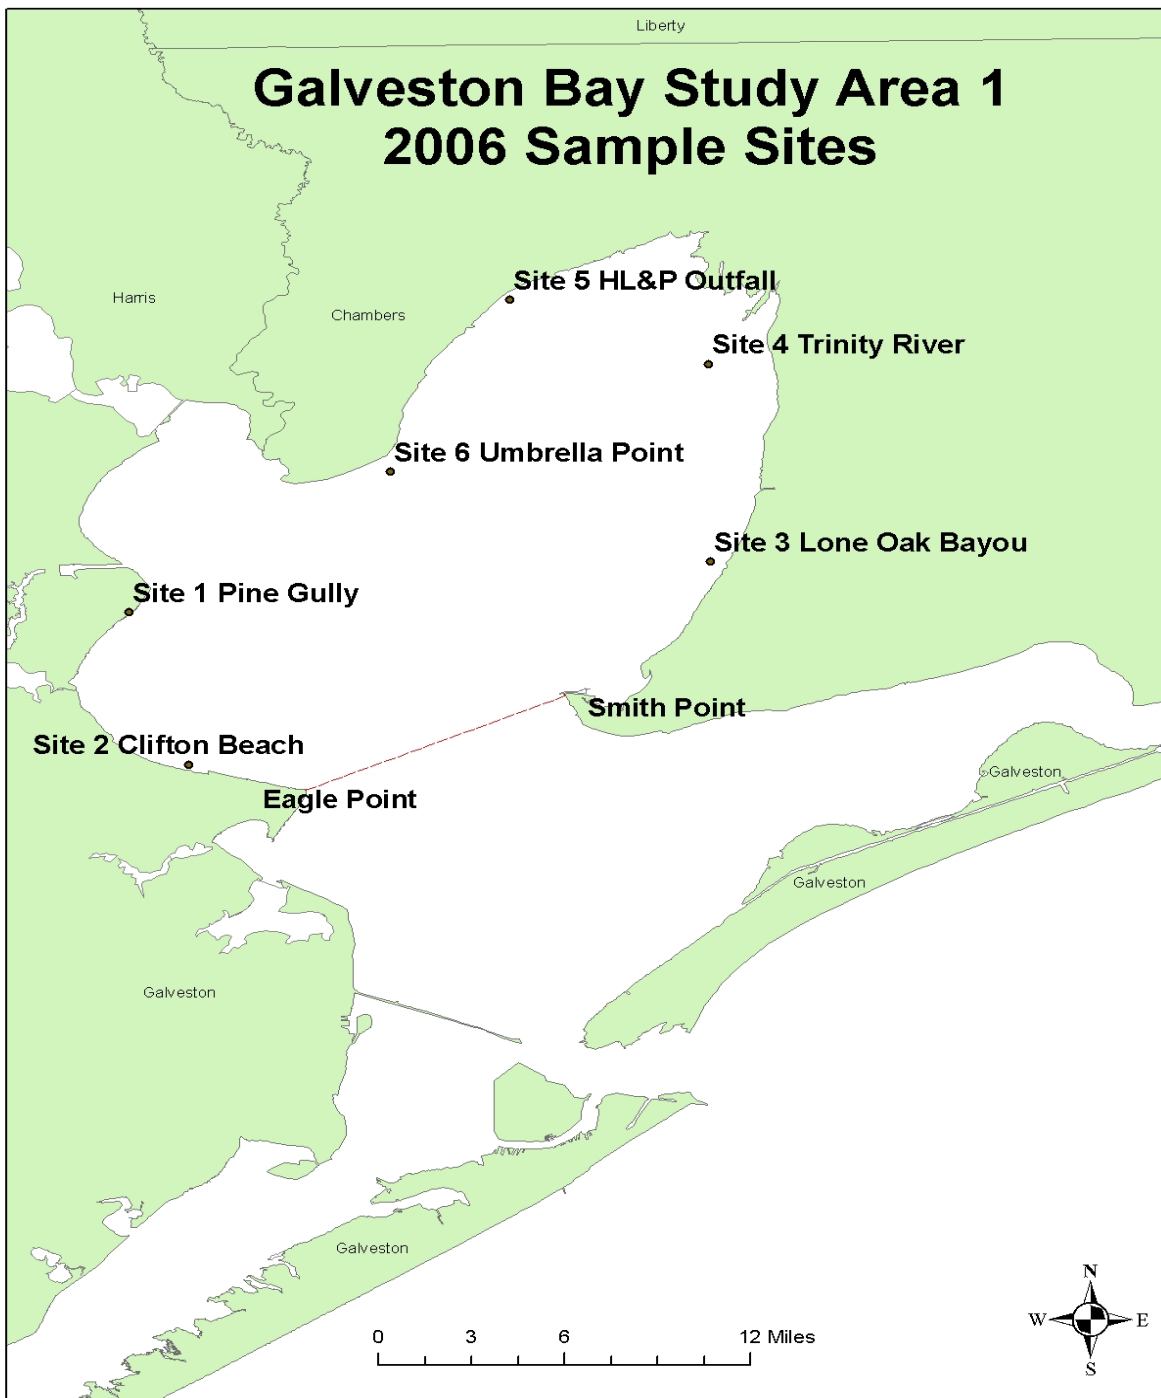 Liberty
Galveston Bay Study Area 1
2006 Sample Sites
Site 5 HL&P Outfall
Harris
Chambers
Site 4 Trinity River
Site 6 Umbrella Point
Site 3 Lone Oak Bayou
Site 1 Pine Gully
Smith Point
Site 2 Clifton Beach
Galveston
Eagle Point
Galveston
Galveston
Galveston
N
W E
S
0 3 6 12 Miles